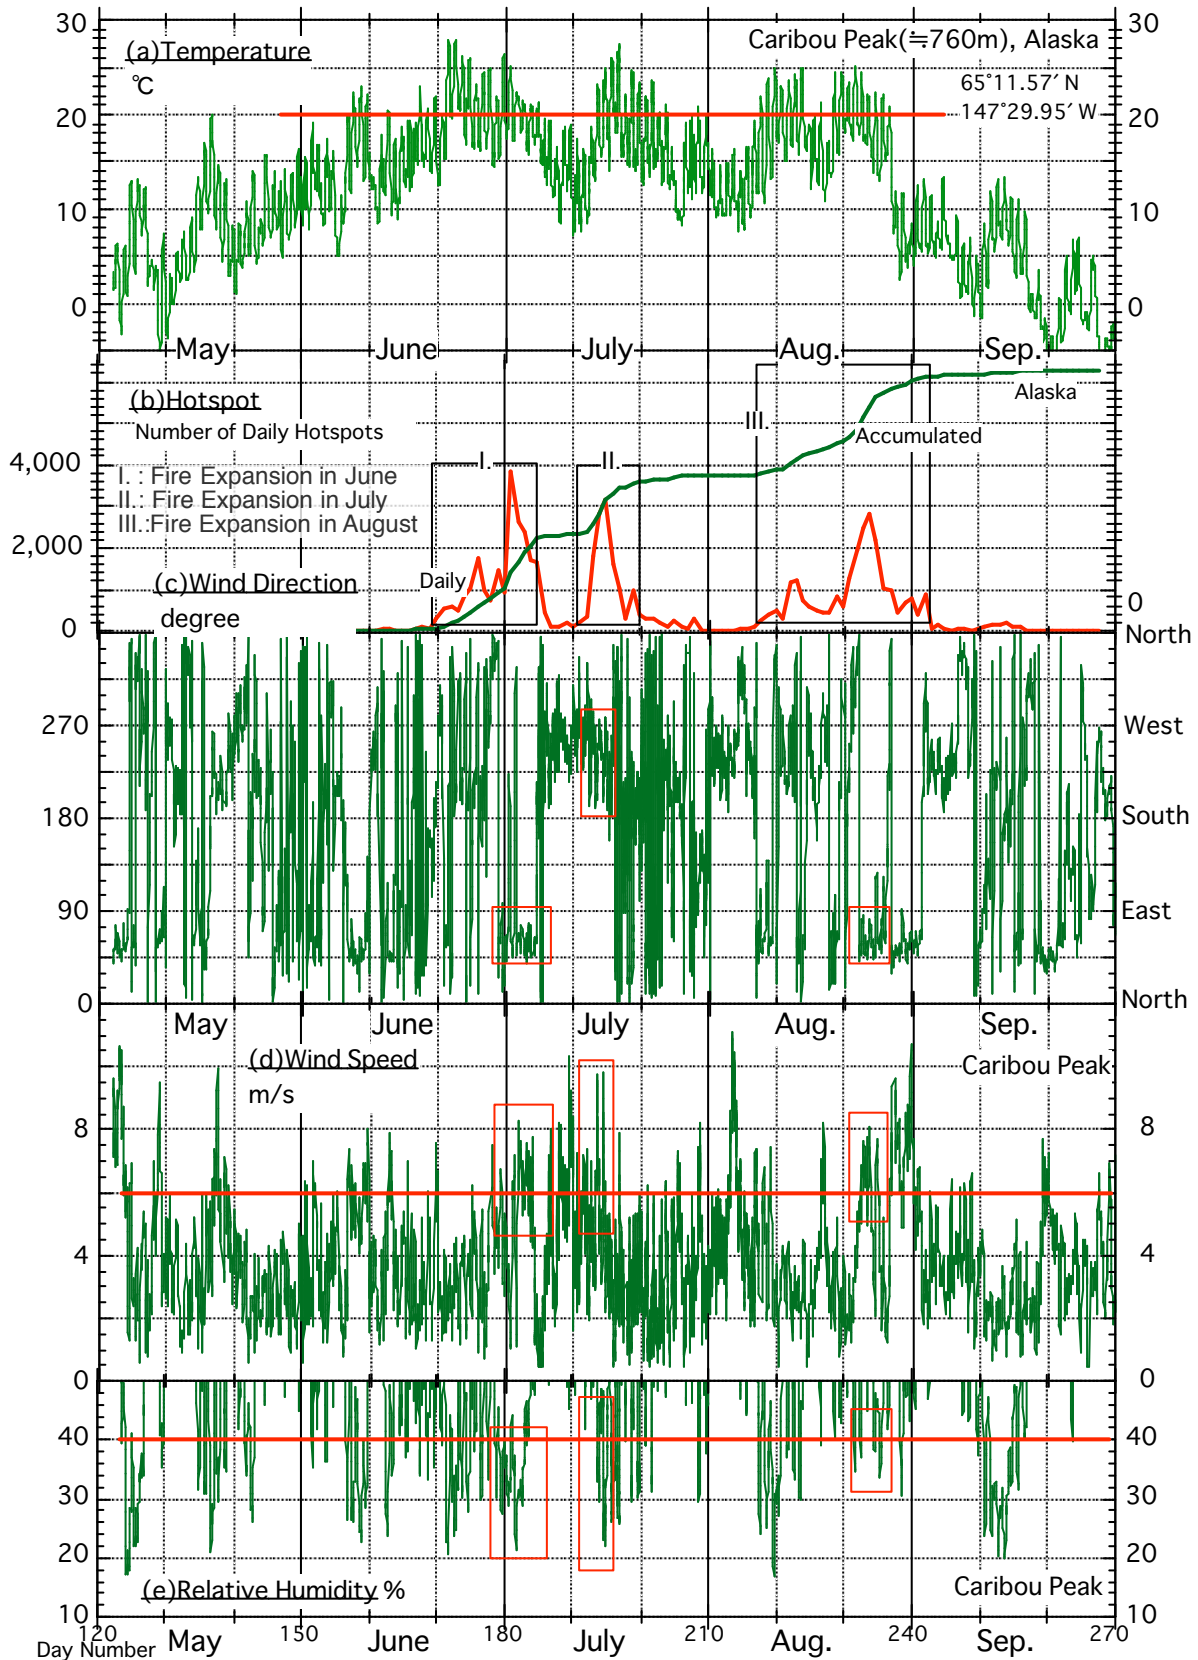 30
30
(a)Temperature
Caribou Peak(≒760m), Alaska
℃
65°11.57′ N
20
147°29.95′ W
20
10
10
0
0
May
June
July
Aug.
Sep.
(b)Hotspot
Alaska
Number of Daily Hotspots
III.
Accumulated
4,000
I.
II.
I. : Fire Expansion in June
II.: Fire Expansion in July
III.:Fire Expansion in August
2,000
(c)Wind Direction
Daily
0
degree
0
North
270
West
180
South
90
East
0
North
May
June
July
Aug.
Sep.
(d)Wind Speed
Caribou Peak
m/s
8
8
4
4
0
0
40
40
30
30
20
20
(e)Relative Humidity %
Caribou Peak
10
10
120
150
180
210
240
270
Day Number
May
June
July
Aug.
Sep.